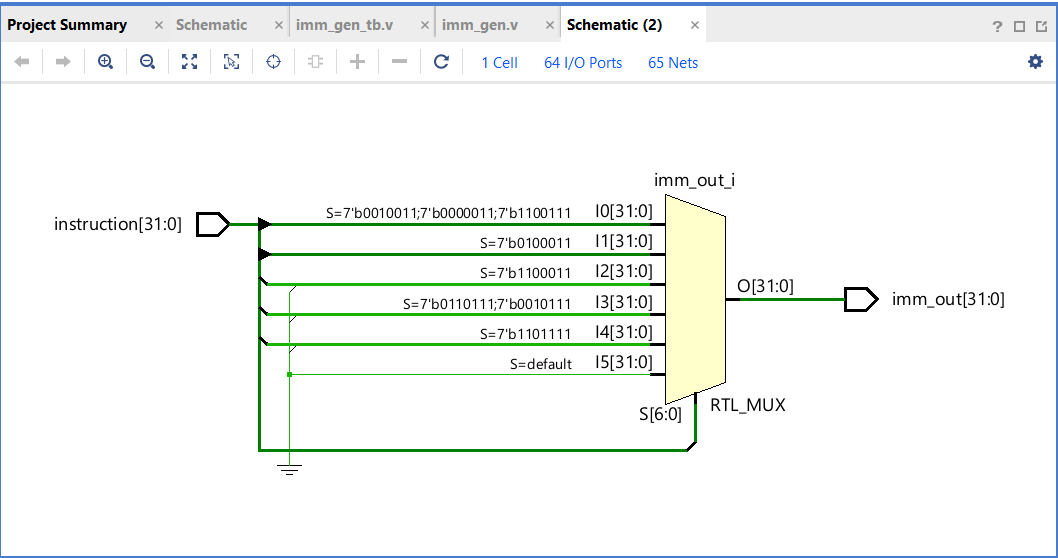 Project Summary × Schematic × imm_gen_tb.v × imm_gen.v × Schematic (2) × ?
1 Cell 64 I/O Ports 65 Nets
imm_out_i
instruction[31:0] S=7'b0010011;7'b0000011;7'b1100111 I0[31:0]
S=7'b0100011 I1[31:0]
S=7'b1100011 I2[31:0]
O[31:0]
S=7'b0110111;7'b0010111 I3[31:0] imm_out[31:0]
S=7'b1101111 I4[31:0]
S=default I5[31:0]
S[6:0] RTL_MUX